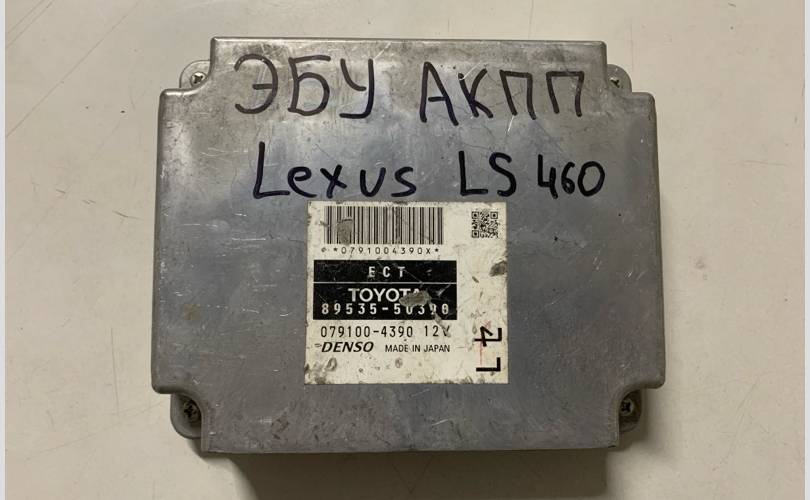 ЭБУ АКПП
Lexus LS 460
*0791004390X*
ECT
TOYOTA
89535-50390
079100-4390 12V
DENSO MADE IN JAPAN